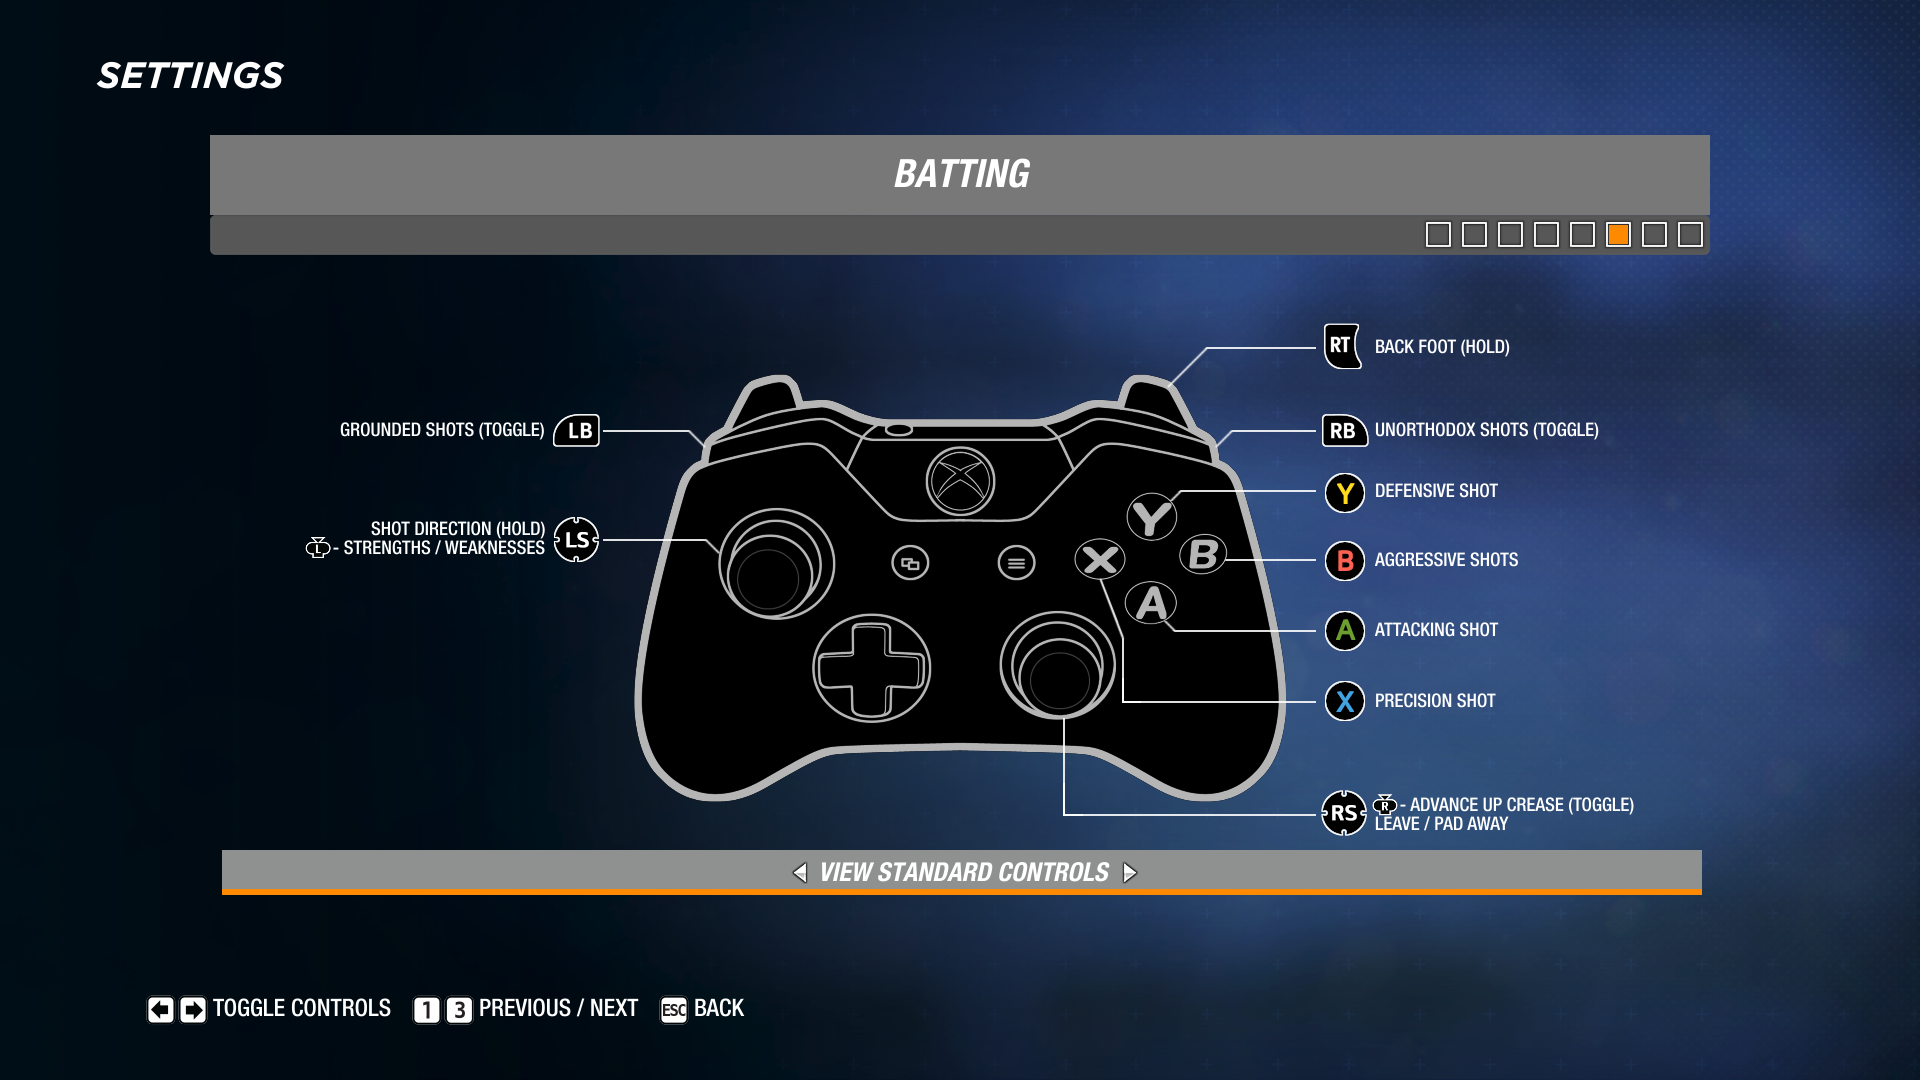 SETTINGS
BATTING
RT BACK FOOT (HOLD)
GROUNDED SHOTS (TOGGLE) LB
RB UNORTHODOX SHOTS (TOGGLE)
Y DEFENSIVE SHOT
SHOT DIRECTION (HOLD)
L - STRENGTHS / WEAKNESSES
LS
Y
X
B
A
B AGGRESSIVE SHOTS
A ATTACKING SHOT
X PRECISION SHOT
RS
R - ADVANCE UP CREASE (TOGGLE)
LEAVE / PAD AWAY
VIEW STANDARD CONTROLS
TOGGLE CONTROLS 1 3 PREVIOUS / NEXT ESC BACK